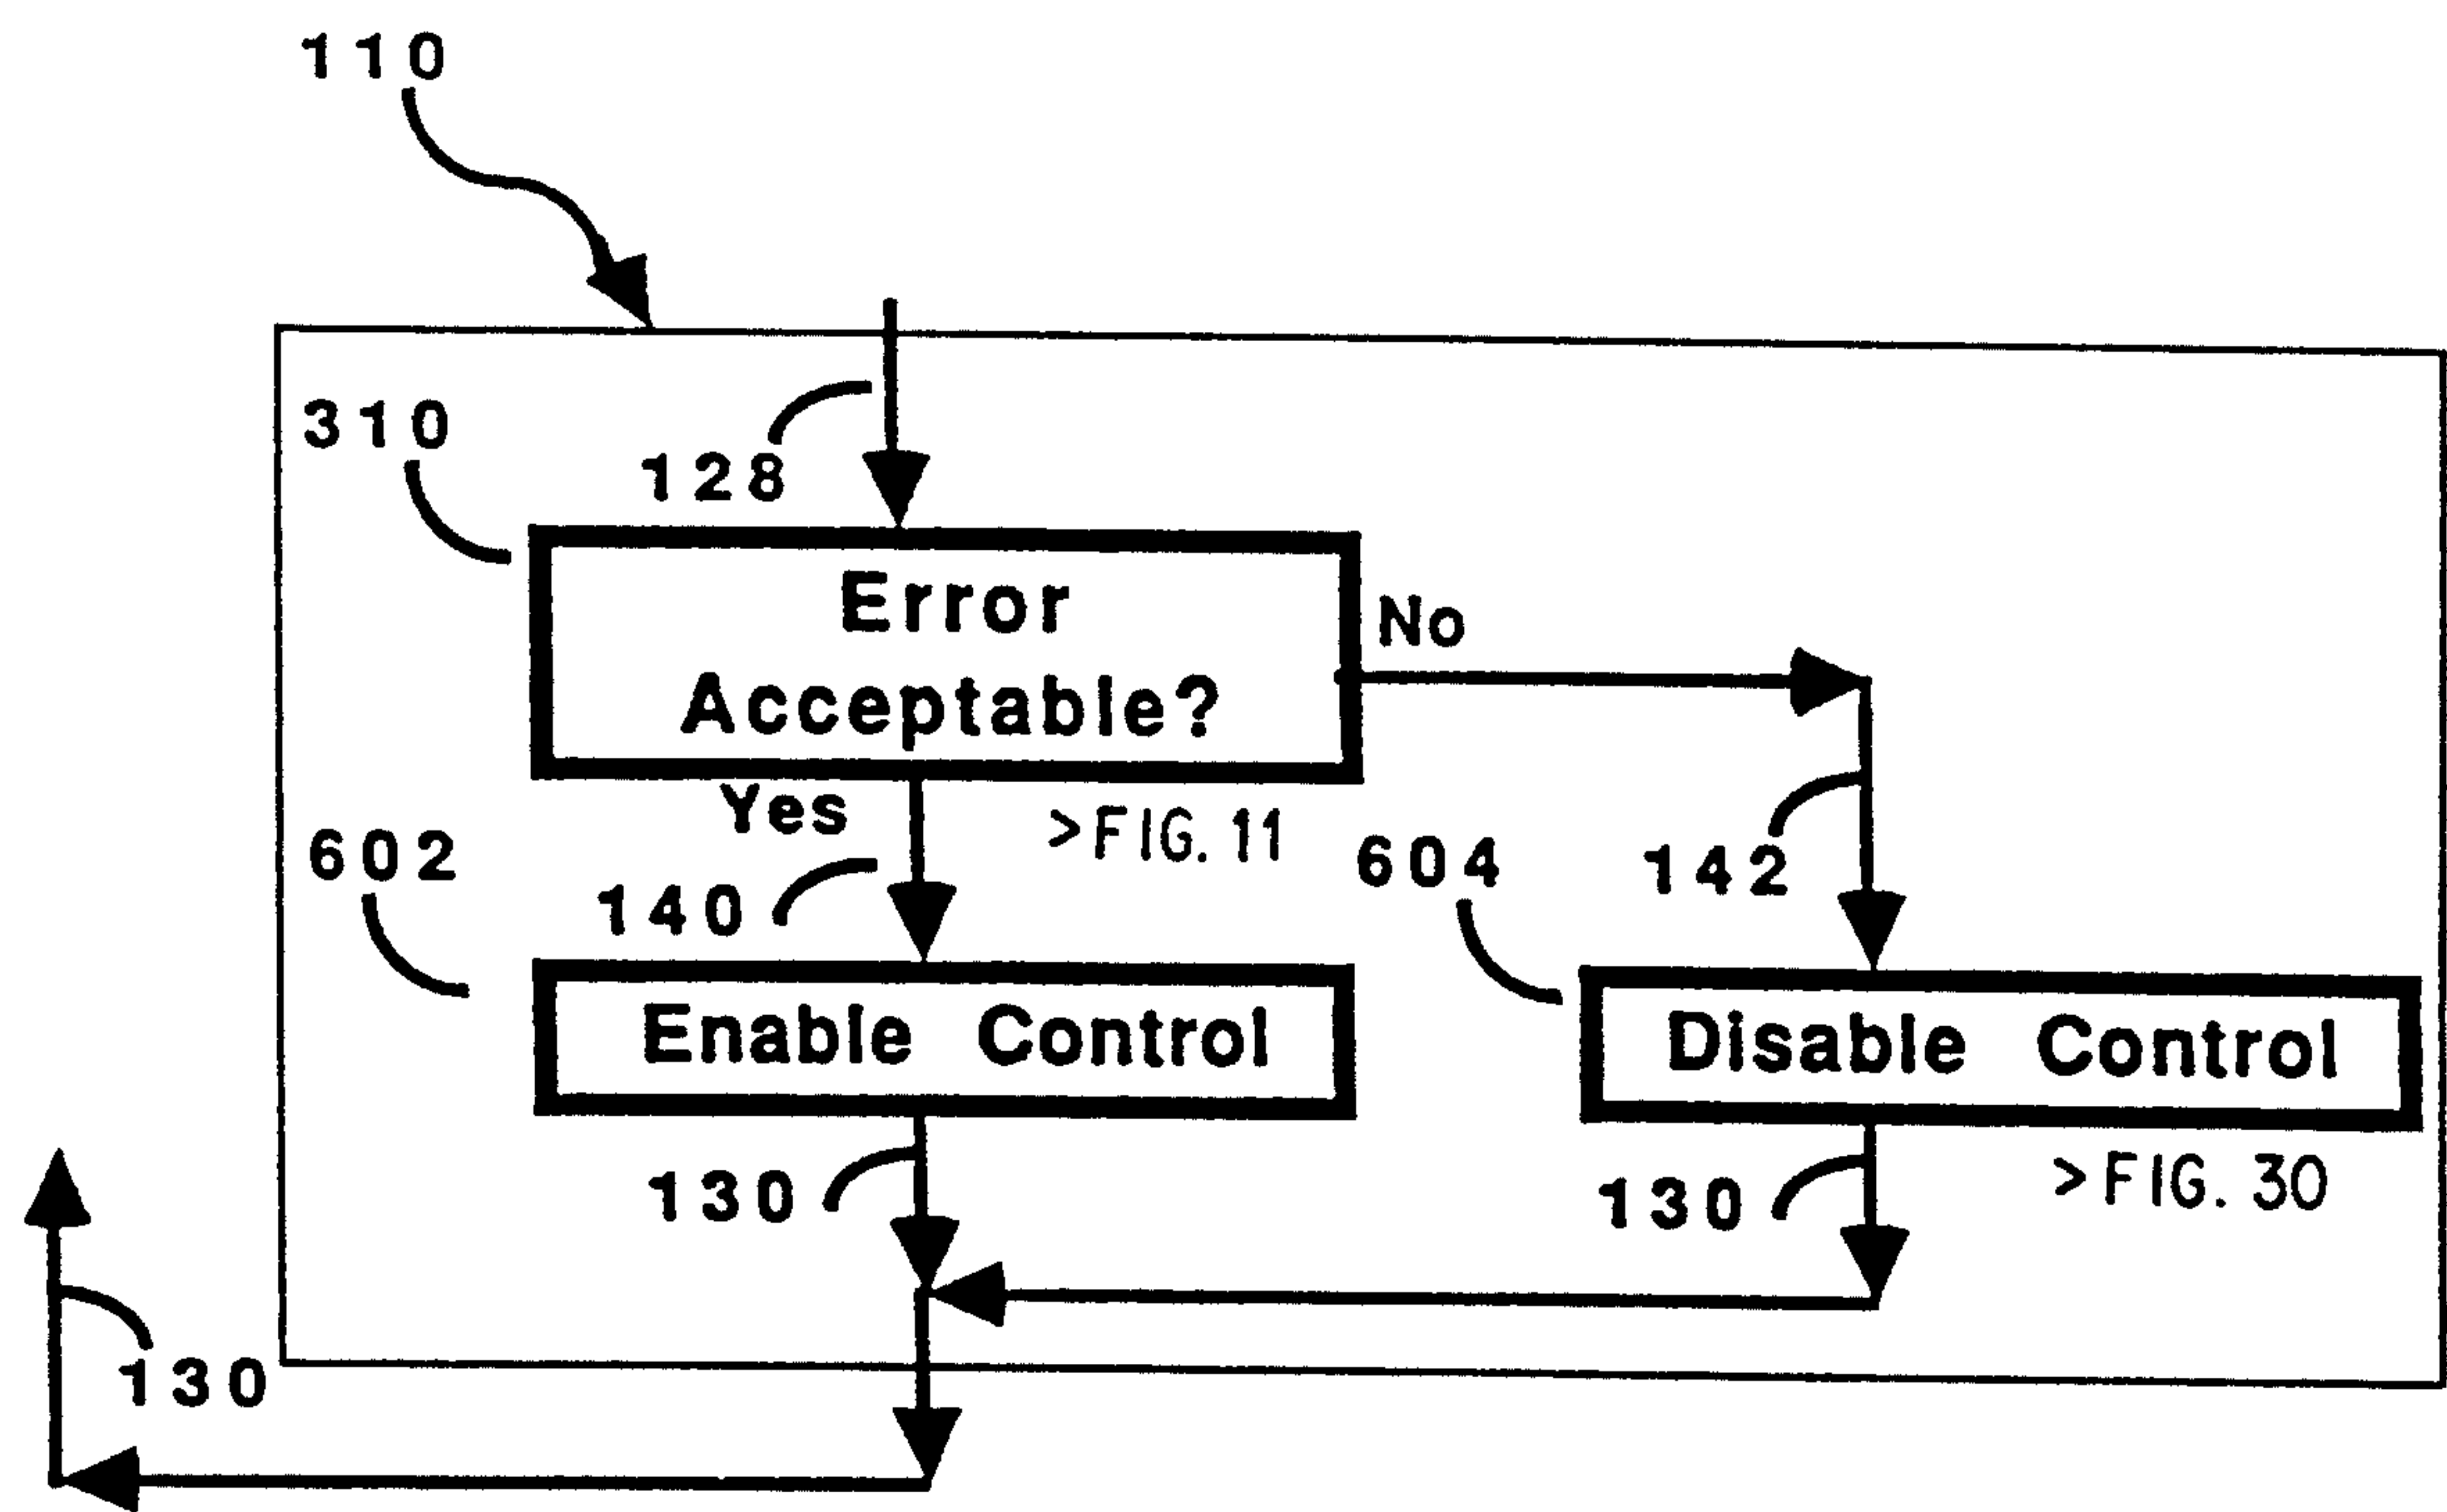 110
310
128
Error
Acceptable?
No
Yes
>FIG. 11
602
140
604
142
Enable Control
Disable Control
130
130
>FIG. 30
130